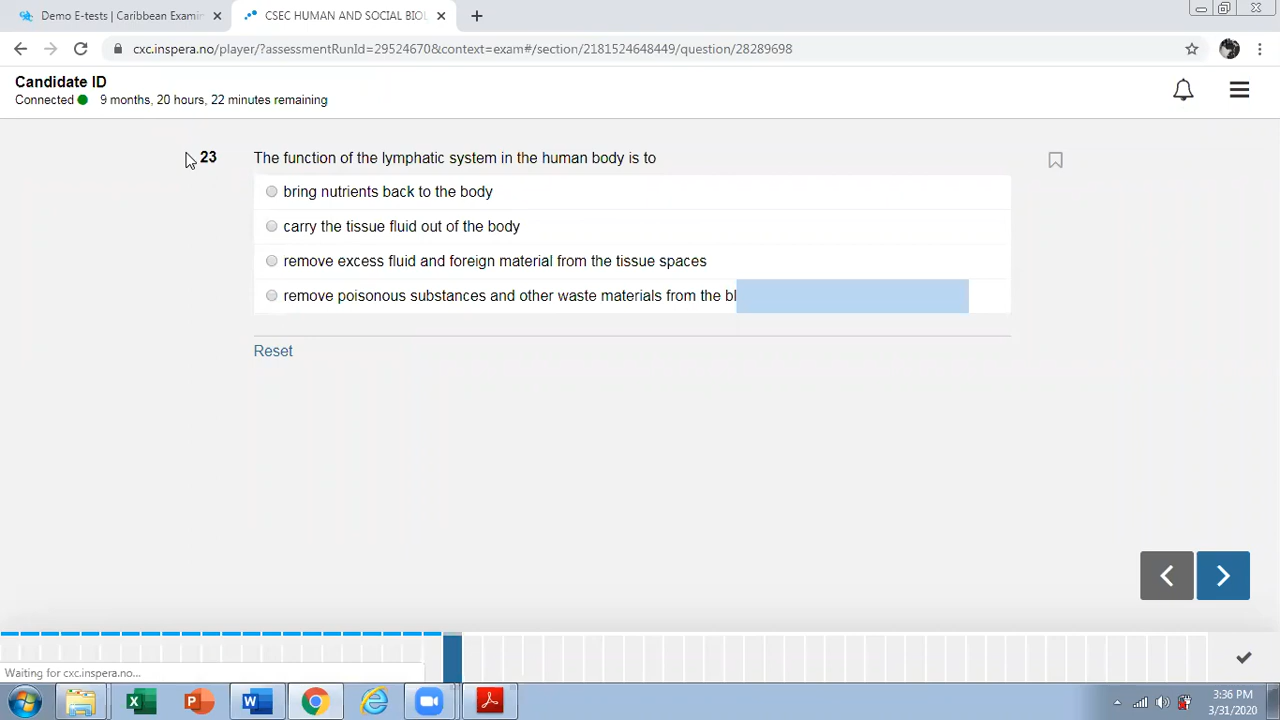 Demo E-tests | Caribbean Examin
CSEC HUMAN AND SOCIAL BIOL
cxc.inspera.no/player/?assessmentRunId=29524670&context=exam#/section/2181524648449/question/28289698
Candidate ID
Connected 9 months, 20 hours, 22 minutes remaining
23 The function of the lymphatic system in the human body is to
bring nutrients back to the body
carry the tissue fluid out of the body
remove excess fluid and foreign material from the tissue spaces
remove poisonous substances and other waste materials from the bl
Reset
Waiting for cxc.inspera.no...
3:36 PM
3/31/2020